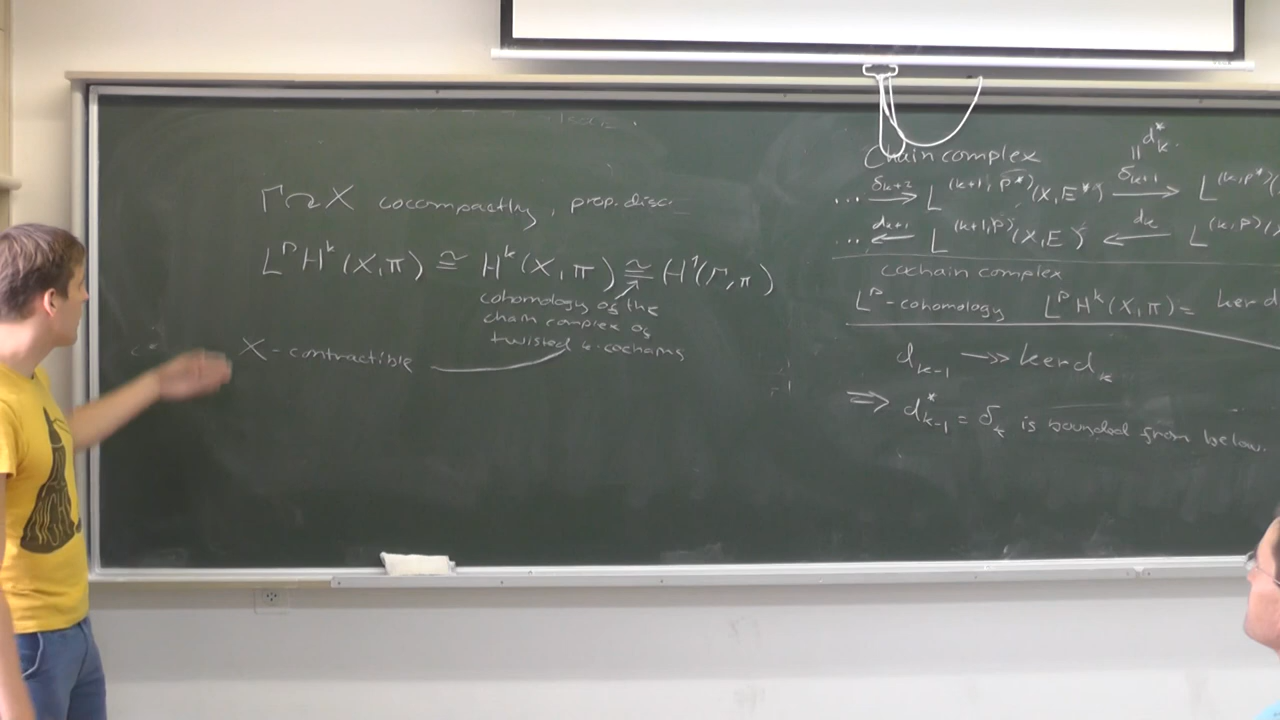 Γ ↷ X cocompactly, prop. disc.
L^p H^k (X, π) ≅ H^k (X, π) ≅ (H^1 (Γ, π)
cohomology of the
chain complex of
twisted k-cochains
X - contractible
Chain complex
|| d_k^*.
... →^{δ_{k+2}} L^{(k+1, p*)} (X, E*) →^{δ_{k+1}} L^{(k, p*)} (
... ←^{d_{k+1}} L^{(k+1, p)} (X, E) ←^{d_k} L^{(k, p)} (
cochain complex
L^p-cohomology L^p H^k (X, π) = ker d
d_{k-1} ↠ ker d_k
⇒ d_{k-1}^* = δ_k is bounded from below.